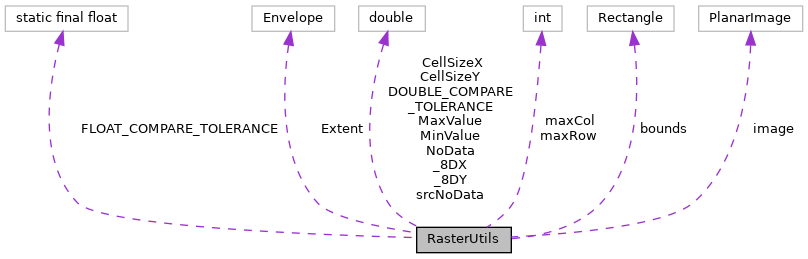 static final float
Envelope
double
int
Rectangle
PlanarImage
FLOAT_COMPARE_TOLERANCE
Extent
CellSizeX
CellSizeY
DOUBLE_COMPARE
_TOLERANCE
MaxValue
MinValue
NoData
_8DX
_8DY
srcNoData
maxCol
maxRow
bounds
image
RasterUtils